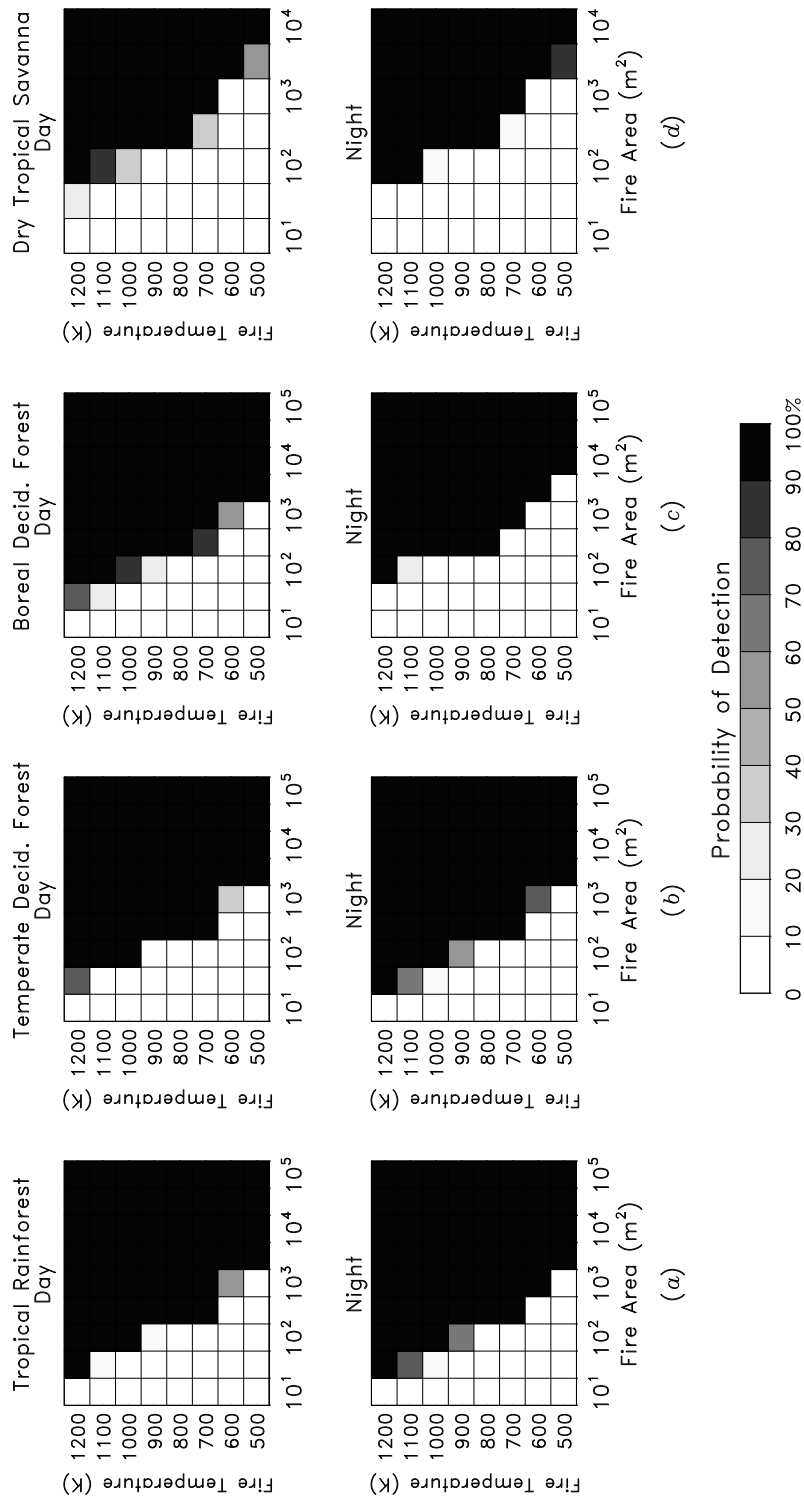 Tropical Rainforest
Day
Fire Temperature (K)
1200
1100
1000
900
800
700
600
500
10¹ 10² 10³ 10⁴ 10⁵
Night
Fire Temperature (K)
1200
1100
1000
900
800
700
600
500
10¹ 10² 10³ 10⁴ 10⁵
Fire Area (m²)
(a)
Temperate Decid. Forest
Day
Fire Temperature (K)
1200
1100
1000
900
800
700
600
500
10¹ 10² 10³ 10⁴ 10⁵
Night
Fire Temperature (K)
1200
1100
1000
900
800
700
600
500
10¹ 10² 10³ 10⁴ 10⁵
Fire Area (m²)
(b)
Boreal Decid. Forest
Day
Fire Temperature (K)
1200
1100
1000
900
800
700
600
500
10¹ 10² 10³ 10⁴ 10⁵
Night
Fire Temperature (K)
1200
1100
1000
900
800
700
600
500
10¹ 10² 10³ 10⁴ 10⁵
Fire Area (m²)
(c)
Dry Tropical Savanna
Day
Fire Temperature (K)
1200
1100
1000
900
800
700
600
500
10¹ 10² 10³ 10⁴
Night
Fire Temperature (K)
1200
1100
1000
900
800
700
600
500
10¹ 10² 10³ 10⁴
Fire Area (m²)
(d)
Probability of Detection
0 10 20 30 40 50 60 70 80 90 100%